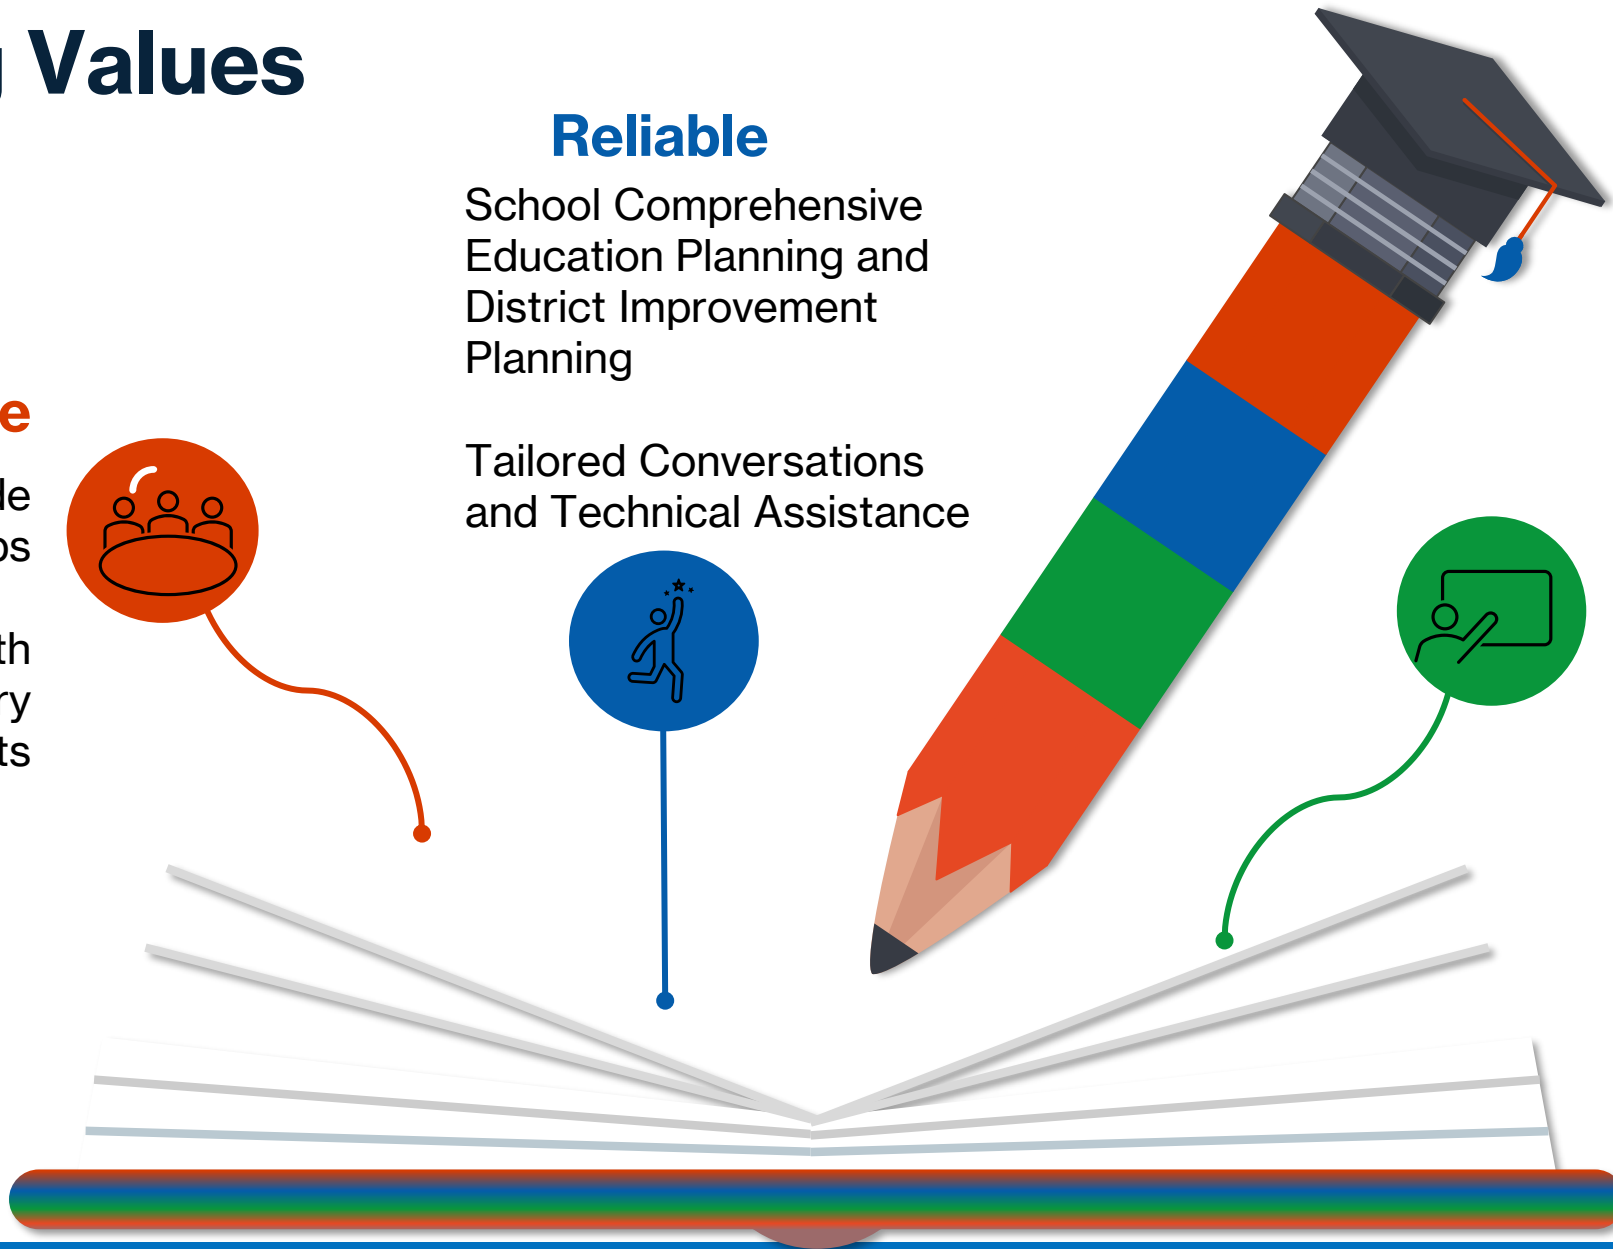 Values
Reliable
School Comprehensive
Education Planning and
District Improvement
Planning
Tailored Conversations
and Technical Assistance